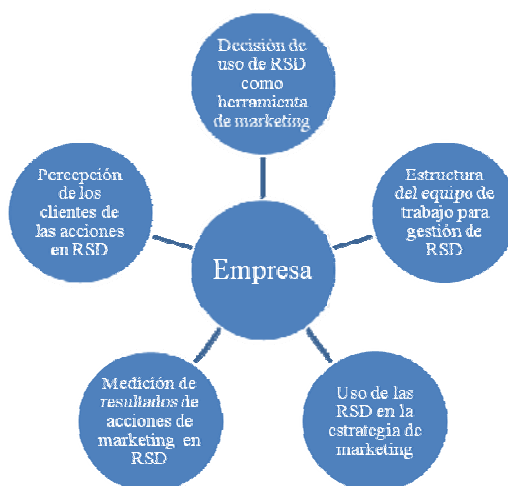 Decisión de
uso de RSD
como
herramienta
de marketing
Percepción
de los
clientes de
las acciones
en RSD
Estructura
del equipo de
trabajo para
gestión de
RSD
Empresa
Medición de
resultados de
acciones de
marketing en
RSD
Uso de las
RSD en la
estrategia de
marketing